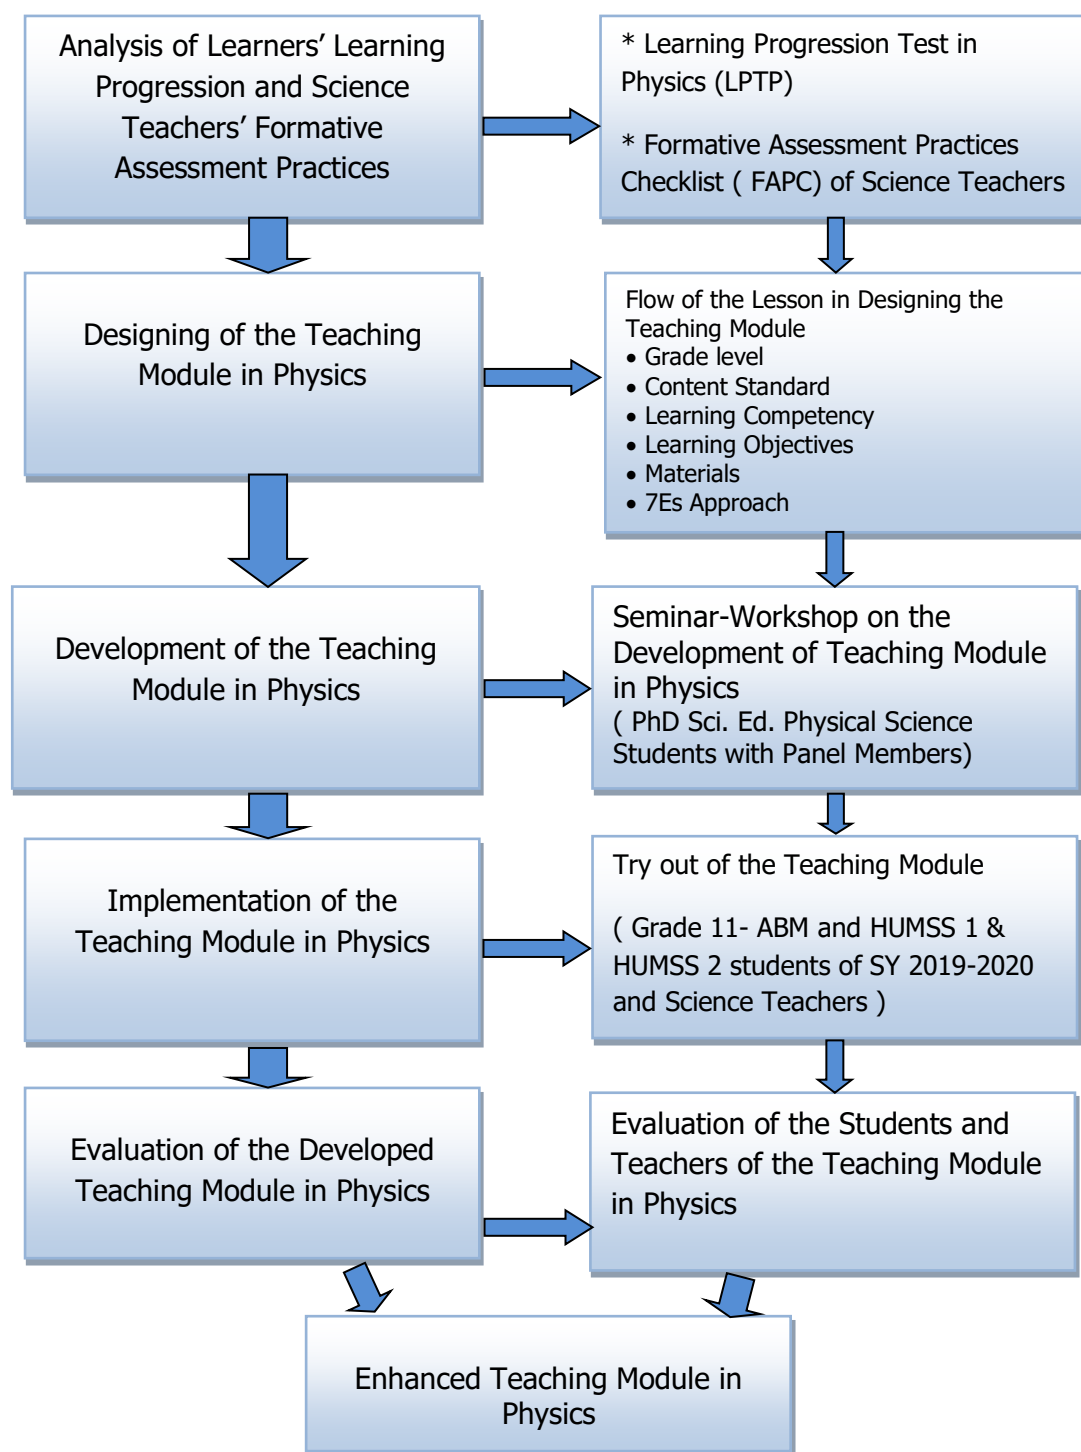 Analysis of Learners’ Learning
Progression and Science
Teachers’ Formative
Assessment Practices
* Learning Progression Test in
Physics (LPTP)
* Formative Assessment Practices
Checklist ( FAPC) of Science Teachers
Designing of the Teaching
Module in Physics
Flow of the Lesson in Designing the
Teaching Module
• Grade level
• Content Standard
• Learning Competency
• Learning Objectives
• Materials
• 7Es Approach
Development of the Teaching
Module in Physics
Seminar-Workshop on the
Development of Teaching Module
in Physics
( PhD Sci. Ed. Physical Science
Students with Panel Members)
Implementation of the
Teaching Module in Physics
Try out of the Teaching Module
( Grade 11- ABM and HUMSS 1 &
HUMSS 2 students of SY 2019-2020
and Science Teachers )
Evaluation of the Developed
Teaching Module in Physics
Evaluation of the Students and
Teachers of the Teaching Module
in Physics
Enhanced Teaching Module in
Physics